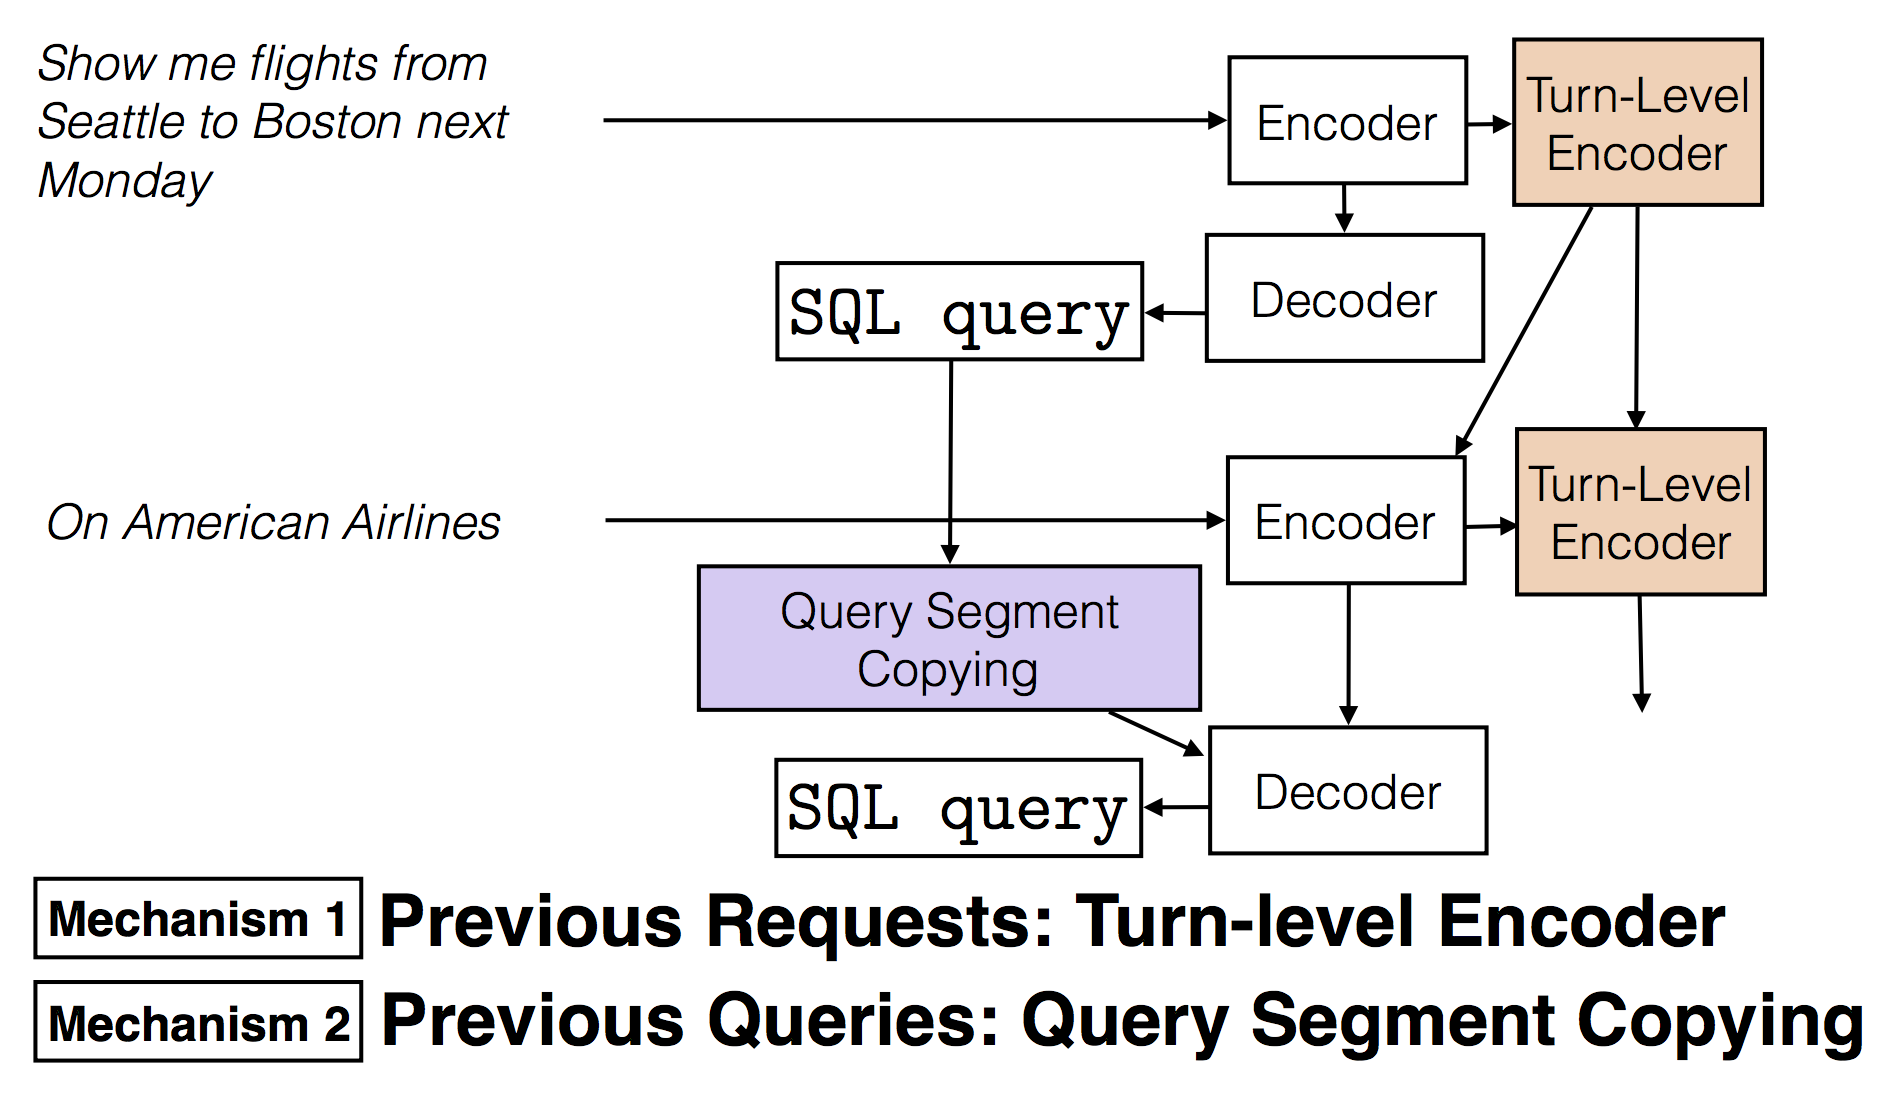 Show me flights from
Seattle to Boston next
Monday
Encoder
Turn-Level
Encoder
SQL query
Decoder
On American Airlines
Encoder
Turn-Level
Encoder
Query Segment
Copying
SQL query
Decoder
Mechanism 1 Previous Requests: Turn-level Encoder
Mechanism 2 Previous Queries: Query Segment Copying